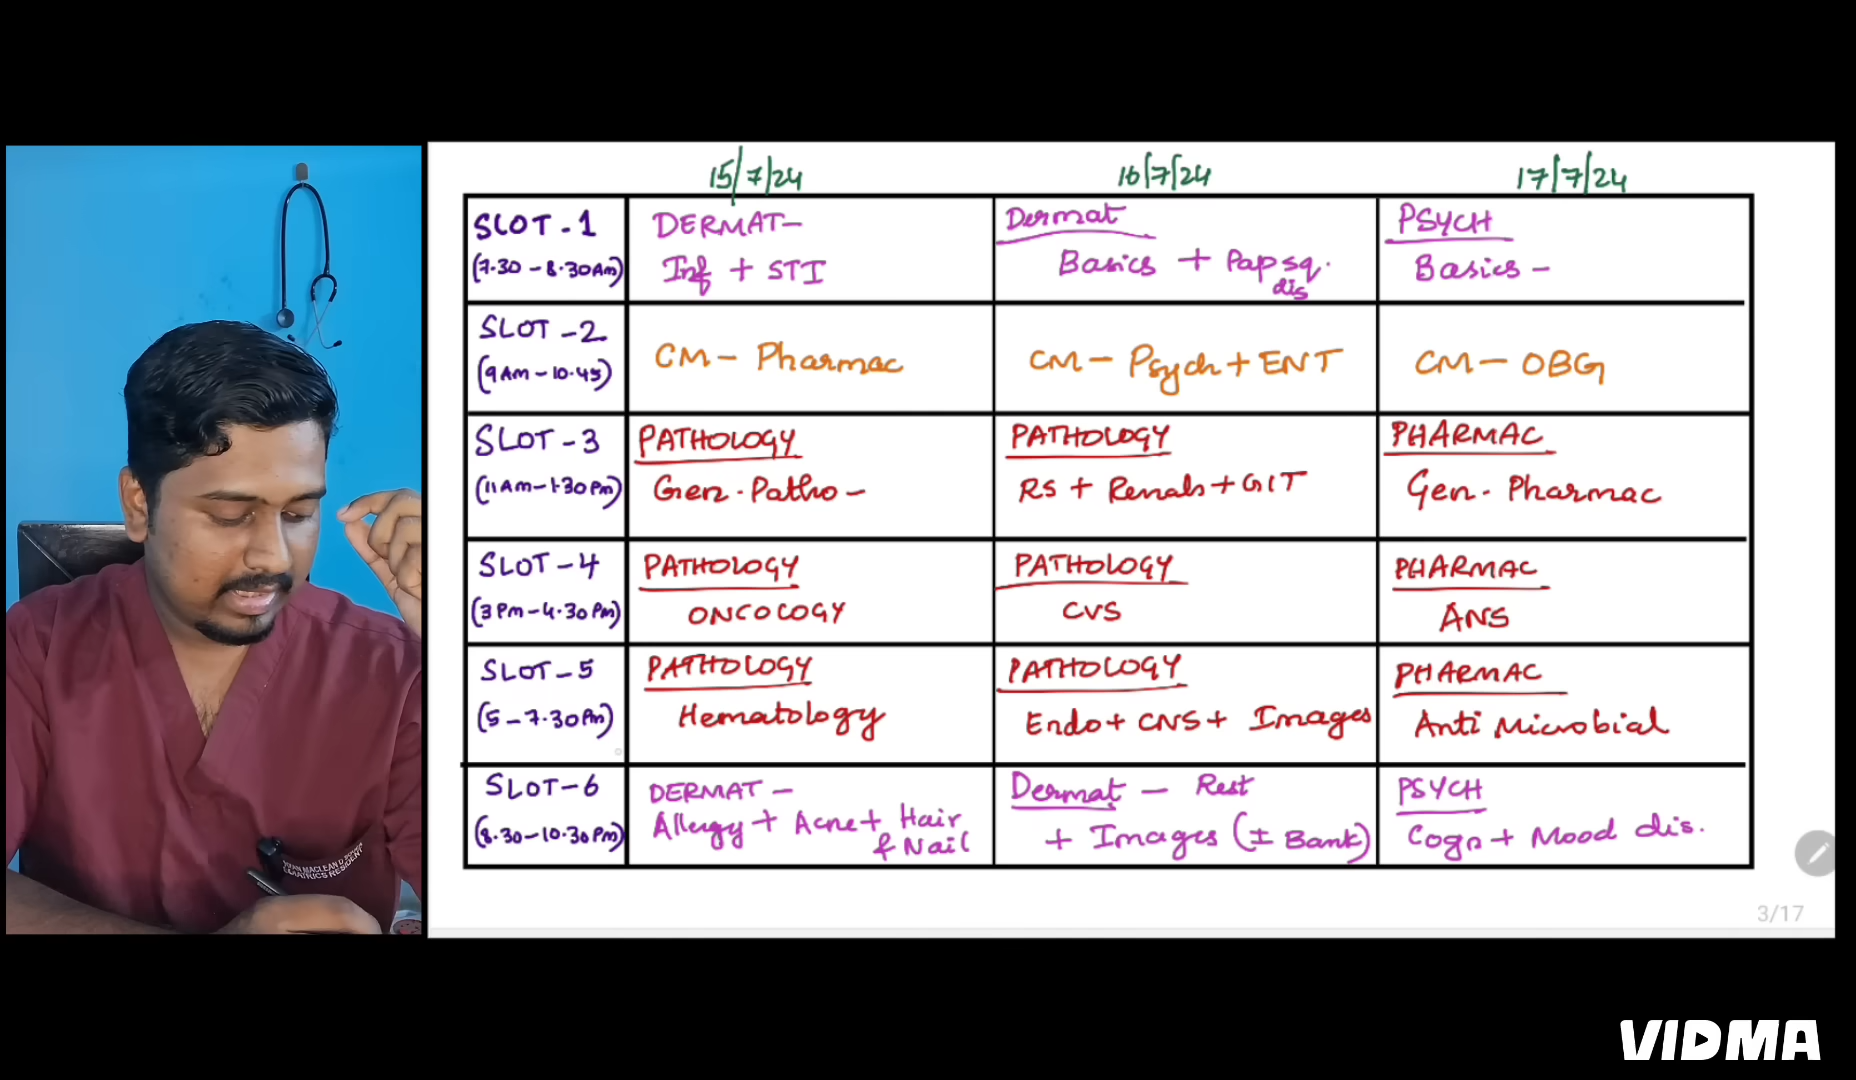 15/7/24
16/7/24
17/7/24
SLOT-1
(7.30-8.30Am)
DERMAT-
Inf + STI
Dermat
Basics + Pap sq.
dis
PSYCH
Basics -
SLOT-2
(9Am-10.45)
CM- Pharmac
CM- Psych + ENT
CM- OBG
SLOT-3
(11Am-1.30Pm)
PATHOLOGY
Gen. Patho -
PATHOLOGY
RS + Renals + GIT
PHARMAC
Gen. Pharmac
SLOT-4
(3Pm-4.30Pm)
PATHOLOGY
ONCOLOGY
PATHOLOGY
CVS
PHARMAC
ANS
SLOT-5
(5-7.30Pm)
PATHOLOGY
Hematology
PATHOLOGY
Endo + CNS + Images
PHARMAC
Anti Microbial
SLOT-6
(8.30-10.30Pm)
DERMAT -
Allergy + Acne + Hair
& Nail
Dermat - Rest
+ Images (± Bank)
PSYCH
Cogn + Mood dis.
3/17
MACLEAN D
RESIDENT
VIDMA